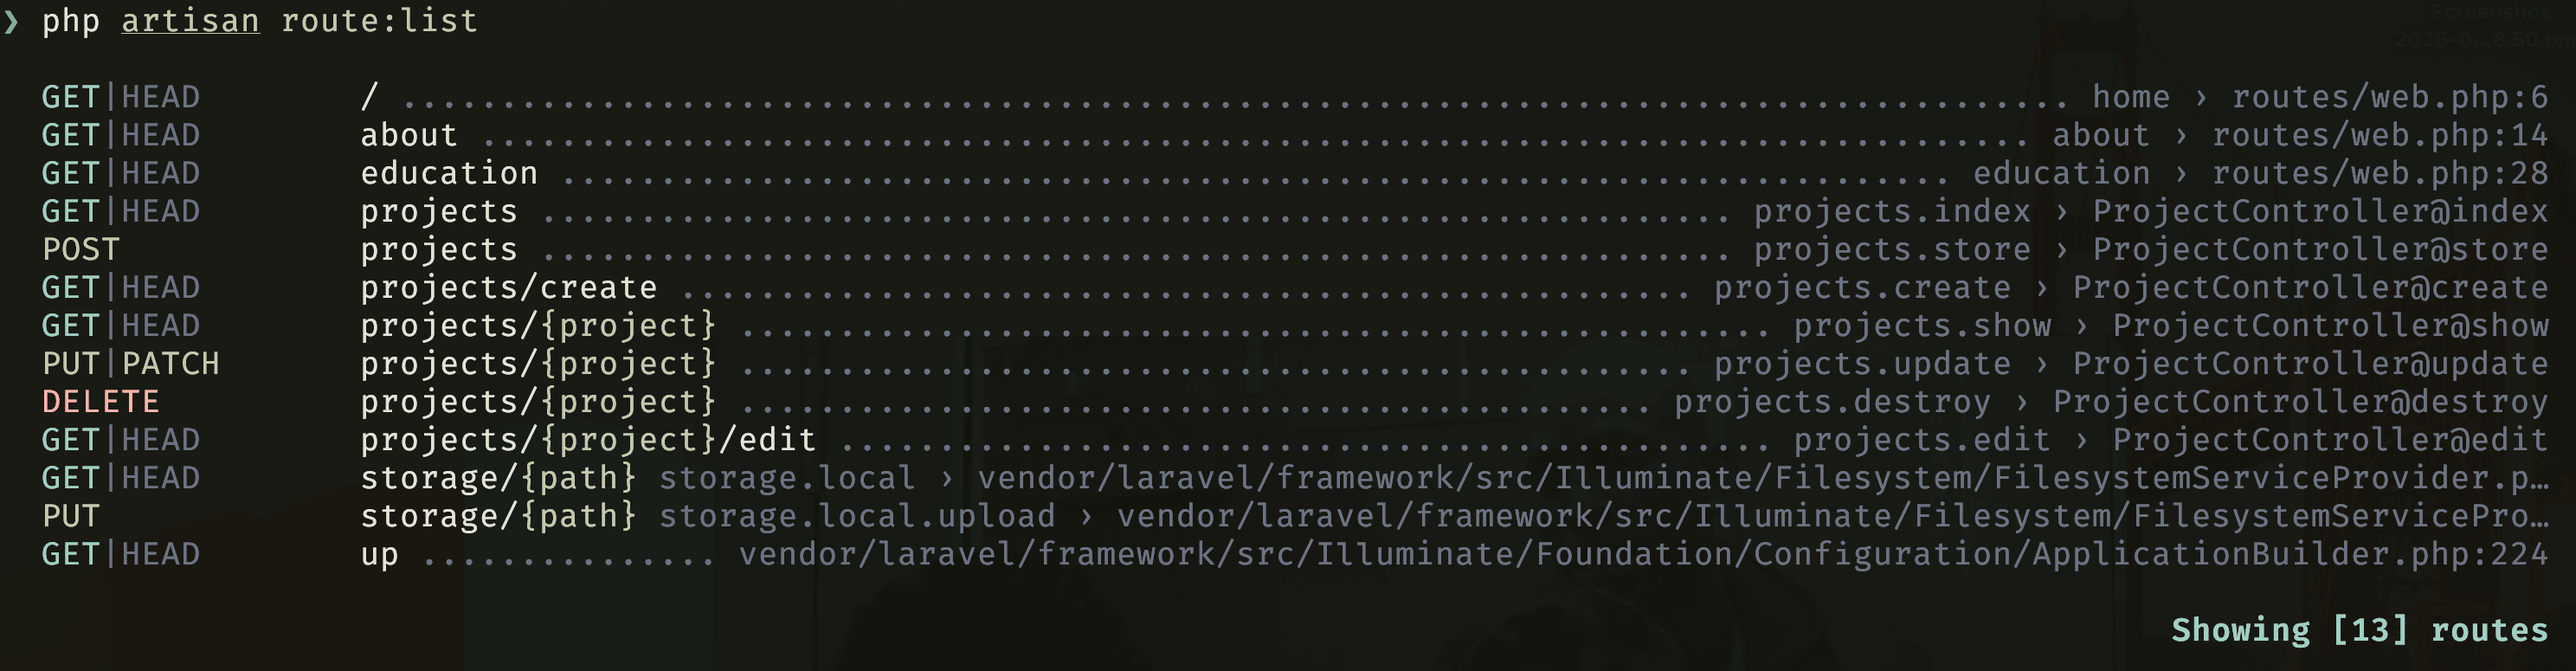 ❯ php artisan route:list
GET|HEAD / ................................................................................... home › routes/web.php:6
GET|HEAD about ............................................................................. about › routes/web.php:14
GET|HEAD education ..................................................................... education › routes/web.php:28
GET|HEAD projects ........................................................... projects.index › ProjectController@index
POST projects ........................................................... projects.store › ProjectController@store
GET|HEAD projects/create .................................................. projects.create › ProjectController@create
GET|HEAD projects/{project} ................................................... projects.show › ProjectController@show
PUT|PATCH projects/{project} ............................................... projects.update › ProjectController@update
DELETE projects/{project} ............................................. projects.destroy › ProjectController@destroy
GET|HEAD projects/{project}/edit .............................................. projects.edit › ProjectController@edit
GET|HEAD storage/{path} storage.local › vendor/laravel/framework/src/Illuminate/Filesystem/FilesystemServiceProvider.p…
PUT storage/{path} storage.local.upload › vendor/laravel/framework/src/Illuminate/Filesystem/FilesystemServicePro…
GET|HEAD up ............... vendor/laravel/framework/src/Illuminate/Foundation/Configuration/ApplicationBuilder.php:224
Showing [13] routes